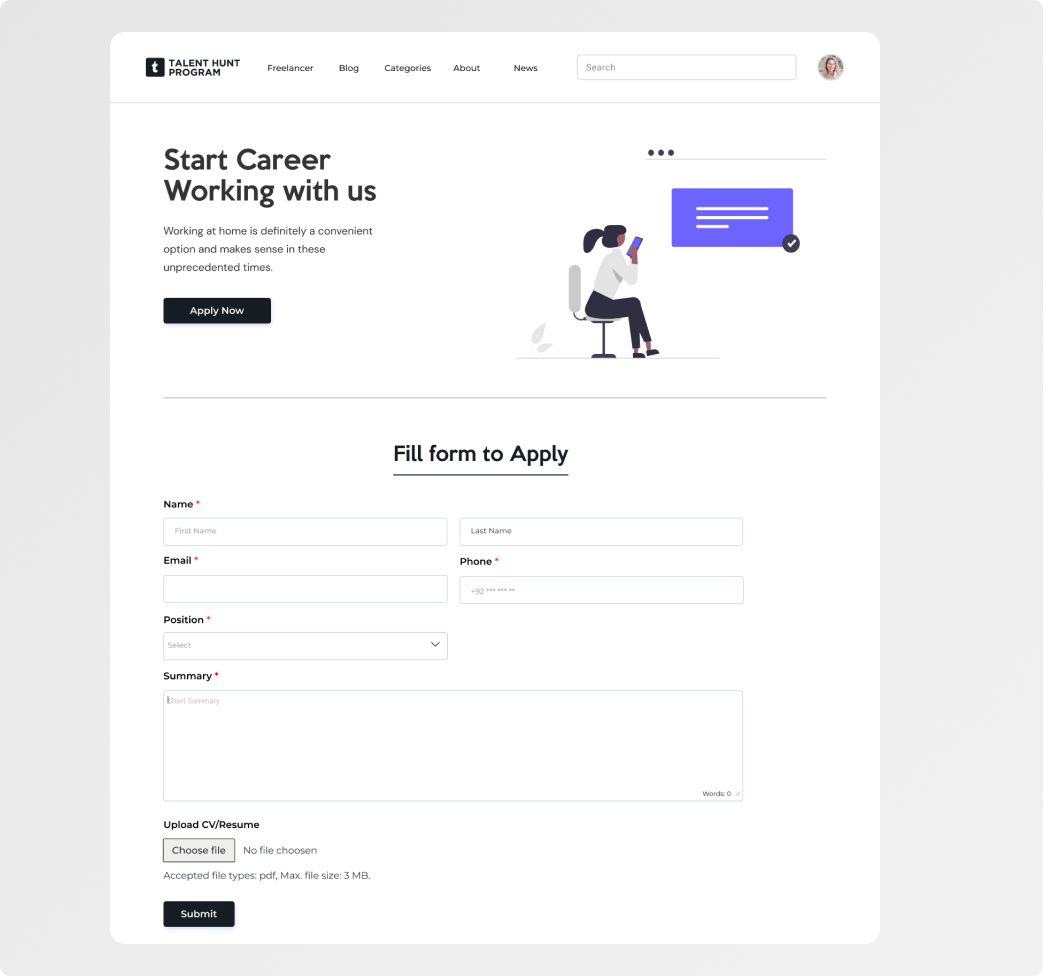 t TALENT HUNT
PROGRAM
Freelancer Blog Categories About News
Search
Start Career
Working with us
Working at home is definitely a convenient
option and makes sense in these
unprecedented times.
Apply Now
Fill form to Apply
Name *
First Name
Last Name
Email *
Phone *
+92 *** *** **
Position *
Select
Summary *
Short Summary
Words: 0
Upload CV/Resume
Choose file No file choosen
Accepted file types: pdf, Max. file size: 3 MB.
Submit